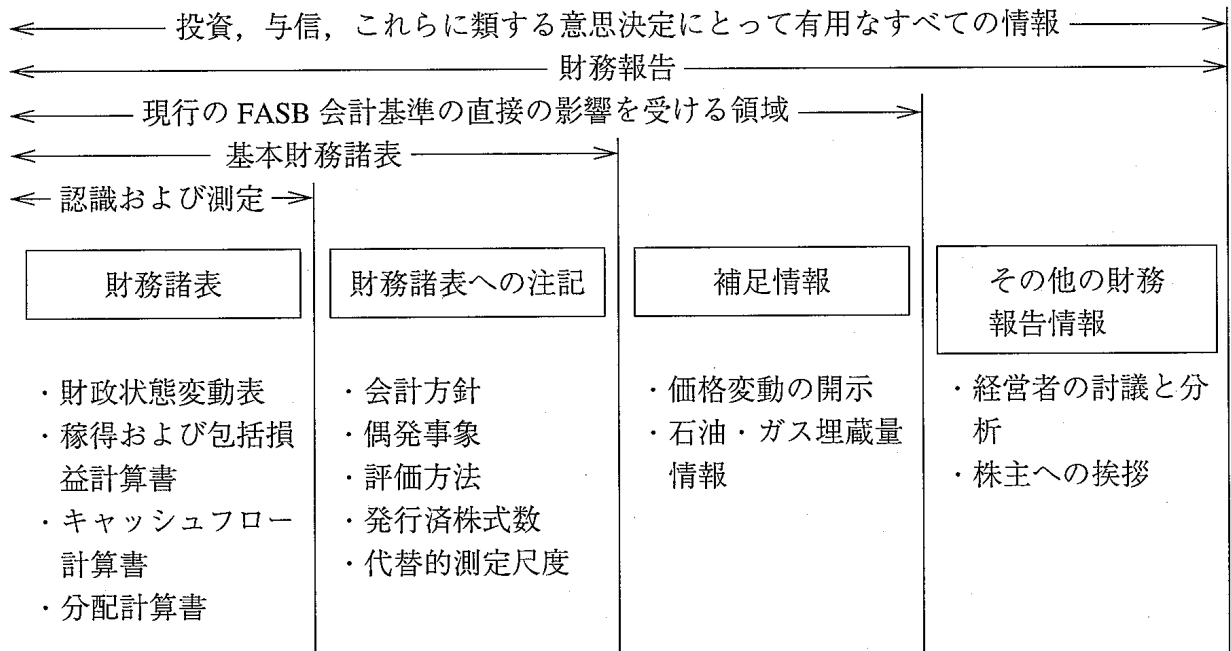 投資，与信，これらに類する意思決定にとって有用なすべての情報
財務報告
現行の FASB 会計基準の直接の影響を受ける領域
基本財務諸表
認識および測定
財務諸表
・財政状態変動表
・稼得および包括損
益計算書
・キャッシュフロー
計算書
・分配計算書
財務諸表への注記
・会計方針
・偶発事象
・評価方法
・発行済株式数
・代替的測定尺度
補足情報
・価格変動の開示
・石油・ガス埋蔵量
情報
その他の財務
報告情報
・経営者の討議と分
析
・株主への挨拶